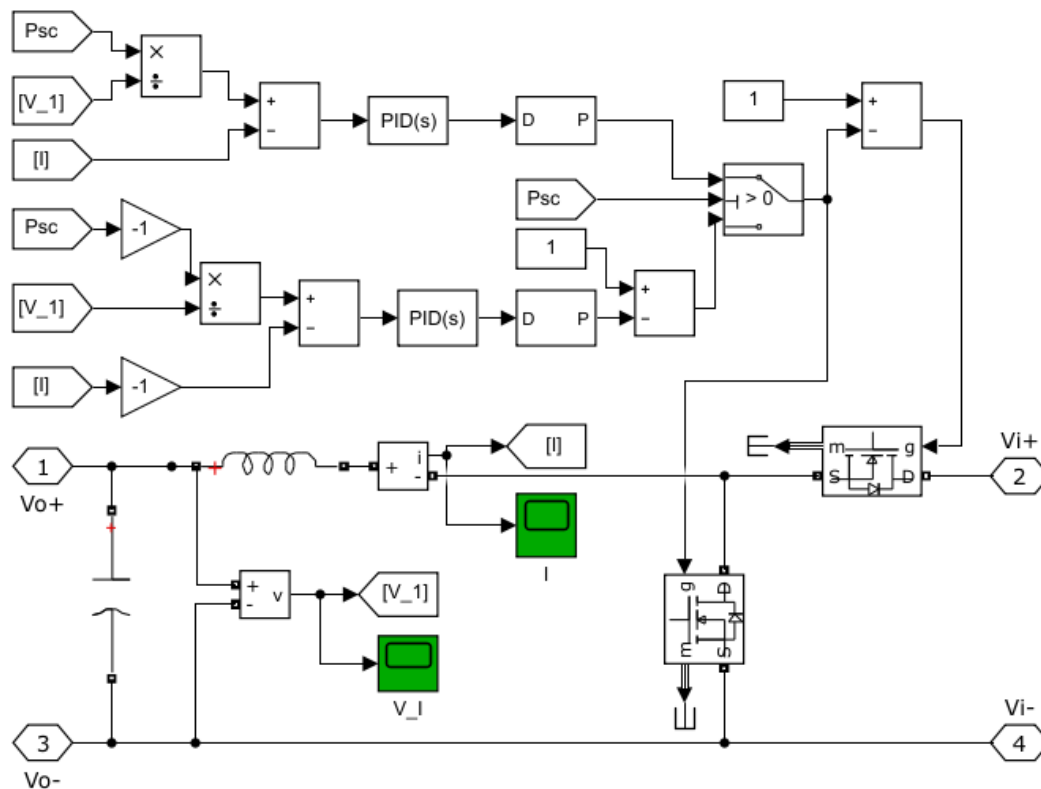 Psc
×
÷
[V_1]
[I]
+
−
PID(s)
D P
1
+
−
Psc
> 0
Psc
-1
×
÷
[V_1]
+
−
PID(s)
D P
1
+
−
[I]
-1
1
Vo+
+
+
i
-
[I]
I
m g
S D
Vi+
2
+
+
-
v
[V_1]
V_I
g D
m S
3
Vo-
Vi-
4